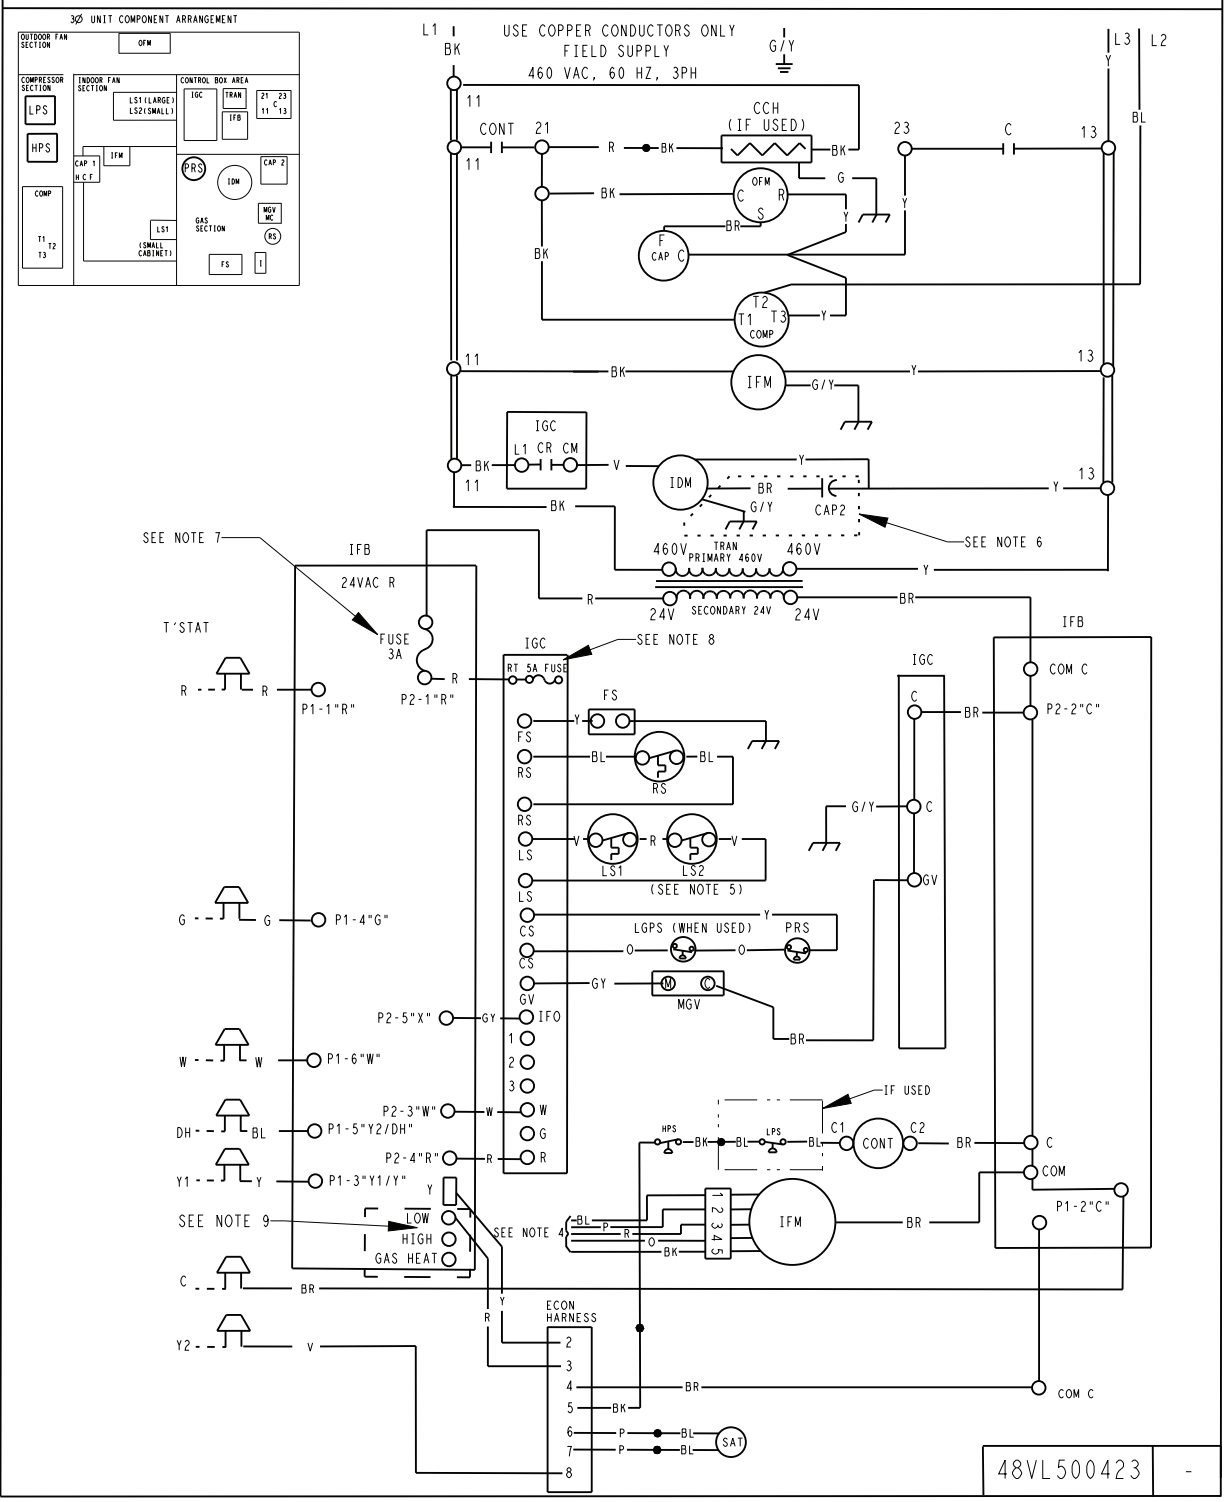 3Ø UNIT COMPONENT ARRANGEMENT
OUTDOOR FAN
SECTION
OFM
COMPRESSOR
SECTION
INDOOR FAN
SECTION
CONTROL BOX AREA
LPS
HPS
LS1(LARGE)
LS2(SMALL)
IGC
TRAN
IFB
21 23
C
11 13
IFM
CAP 1
H C F
PRS
IDM
CAP 2
COMP
T1
T2
T3
LS1
(SMALL
CABINET)
GAS
SECTION
MGV
MC
RS
FS
I
L1
BK
USE COPPER CONDUCTORS ONLY
FIELD SUPPLY
460 VAC, 60 HZ, 3PH
G/Y
L3
L2
Y
BL
11
CCH
(IF USED)
CONT
21
23
C
13
R
BK
BK
11
G
BK
OFM
C
R
S
Y
Y
BR
F
CAP C
BK
T2
T1
T3
COMP
Y
11
13
BK
IFM
Y
G/Y
IGC
L1 CR CM
BK
V
IDM
Y
BR
G/Y
CAP2
Y
13
11
BK
SEE NOTE 6
SEE NOTE 7
IFB
24VAC R
460V
TRAN
PRIMARY 460V
460V
Y
R
24V
SECONDARY 24V
24V
BR
IFB
T'STAT
FUSE
3A
IGC
SEE NOTE 8
RT 5A FUSE
IGC
COM C
R
R
P1-1"R"
P2-1"R"
R
FS
C
BR
P2-2"C"
Y
FS
BL
BL
RS
RS
RS
G/Y
C
V
R
V
LS
LS1
LS2
(SEE NOTE 5)
LS
GV
G
G
P1-4"G"
Y
CS
LGPS (WHEN USED)
PRS
O
O
CS
GY
M
C
MGV
GV
BR
P2-5"X"
GY
IFO
1
2
3
W
W
P1-6"W"
IF USED
P2-3"W"
W
W
DH
BL
P1-5"Y2/DH"
G
HPS
BK
BL
LPS
BL
C1
CONT
C2
BR
C
P2-4"R"
R
R
COM
Y1
Y
P1-3"Y1/Y"
Y
P1-2"C"
SEE NOTE 9
LOW
HIGH
GAS HEAT
SEE NOTE 4
BL
P
R
O
BK
1
2
3
4
5
IFM
BR
C
BR
Y
R
ECON
HARNESS
Y2
V
2
3
4
BR
COM C
5
BK
6
P
BL
7
P
BL
SAT
8
48VL500423
-